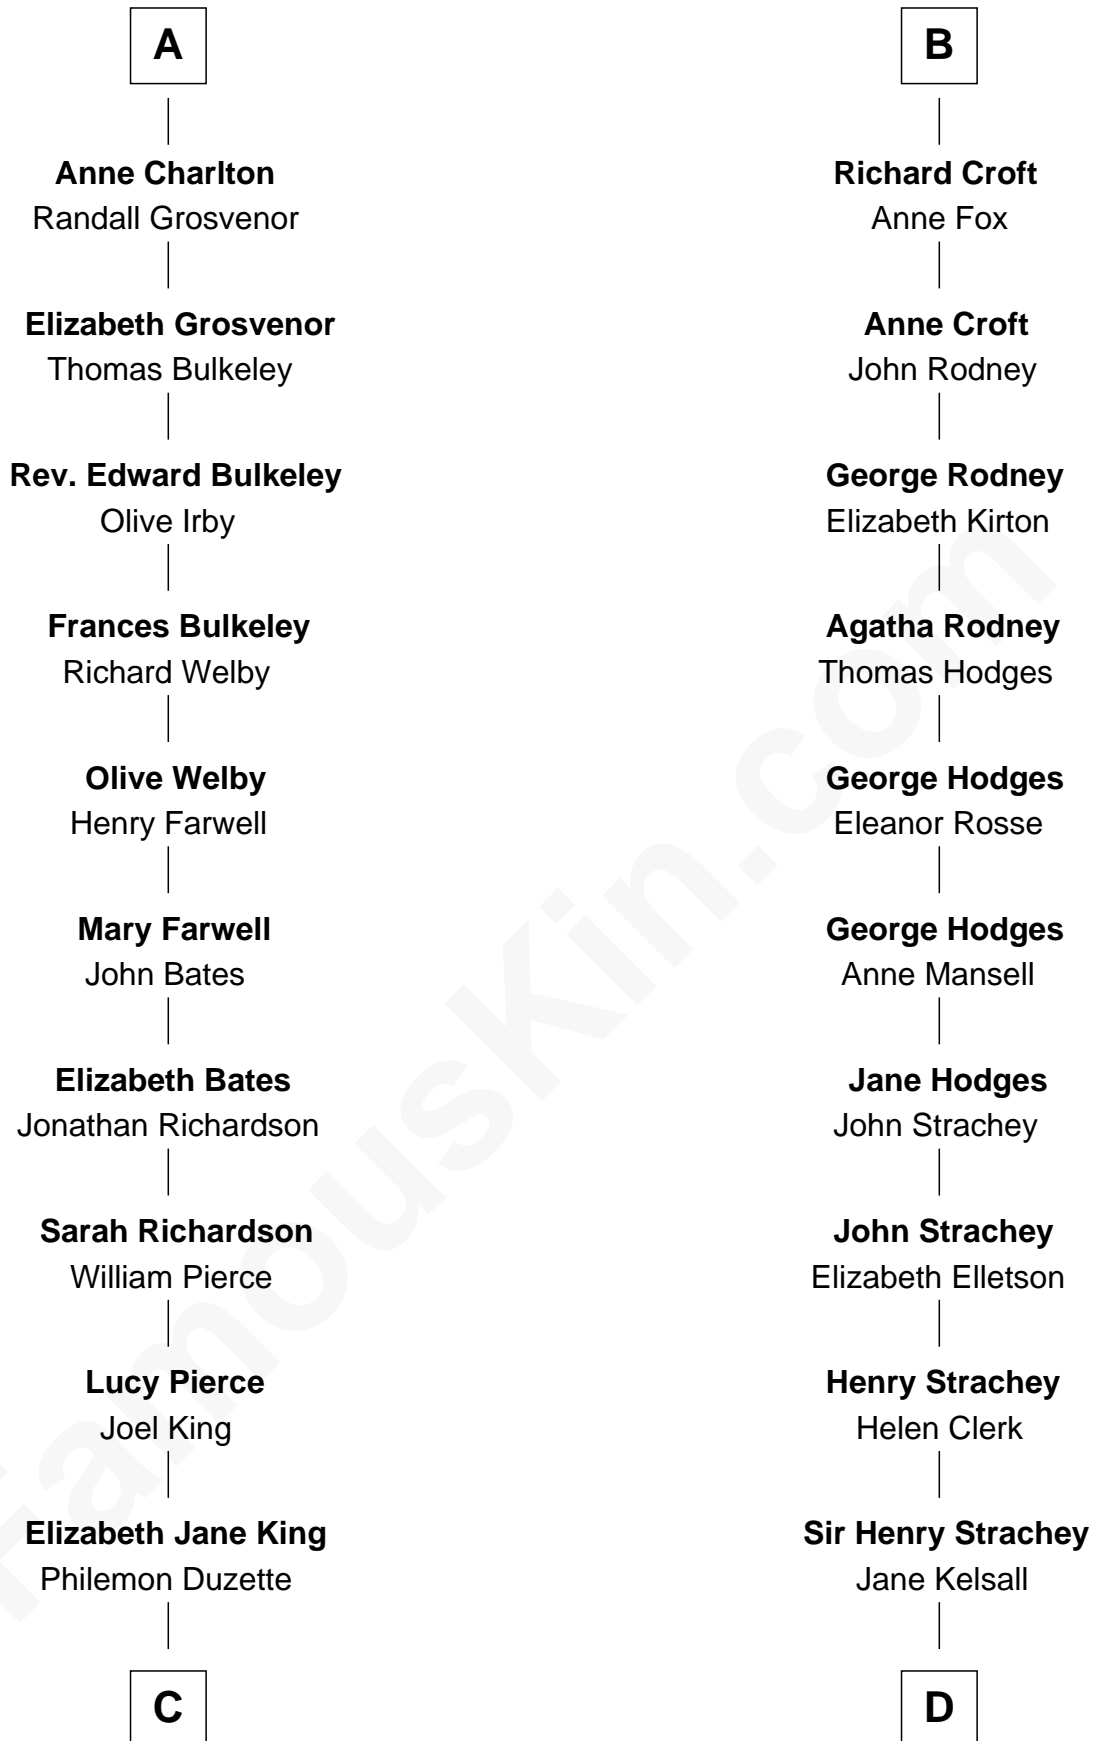 A
Anne Charlton
Randall Grosvenor
Elizabeth Grosvenor
Thomas Bulkeley
Rev. Edward Bulkeley
Olive Irby
Frances Bulkeley
Richard Welby
Olive Welby
Henry Farwell
Mary Farwell
John Bates
Elizabeth Bates
Jonathan Richardson
Sarah Richardson
William Pierce
Lucy Pierce
Joel King
Elizabeth Jane King
Philemon Duzette
C
B
Richard Croft
Anne Fox
Anne Croft
John Rodney
George Rodney
Elizabeth Kirton
Agatha Rodney
Thomas Hodges
George Hodges
Eleanor Rosse
George Hodges
Anne Mansell
Jane Hodges
John Strachey
John Strachey
Elizabeth Elletson
Henry Strachey
Helen Clerk
Sir Henry Strachey
Jane Kelsall
D
FamousKin.com